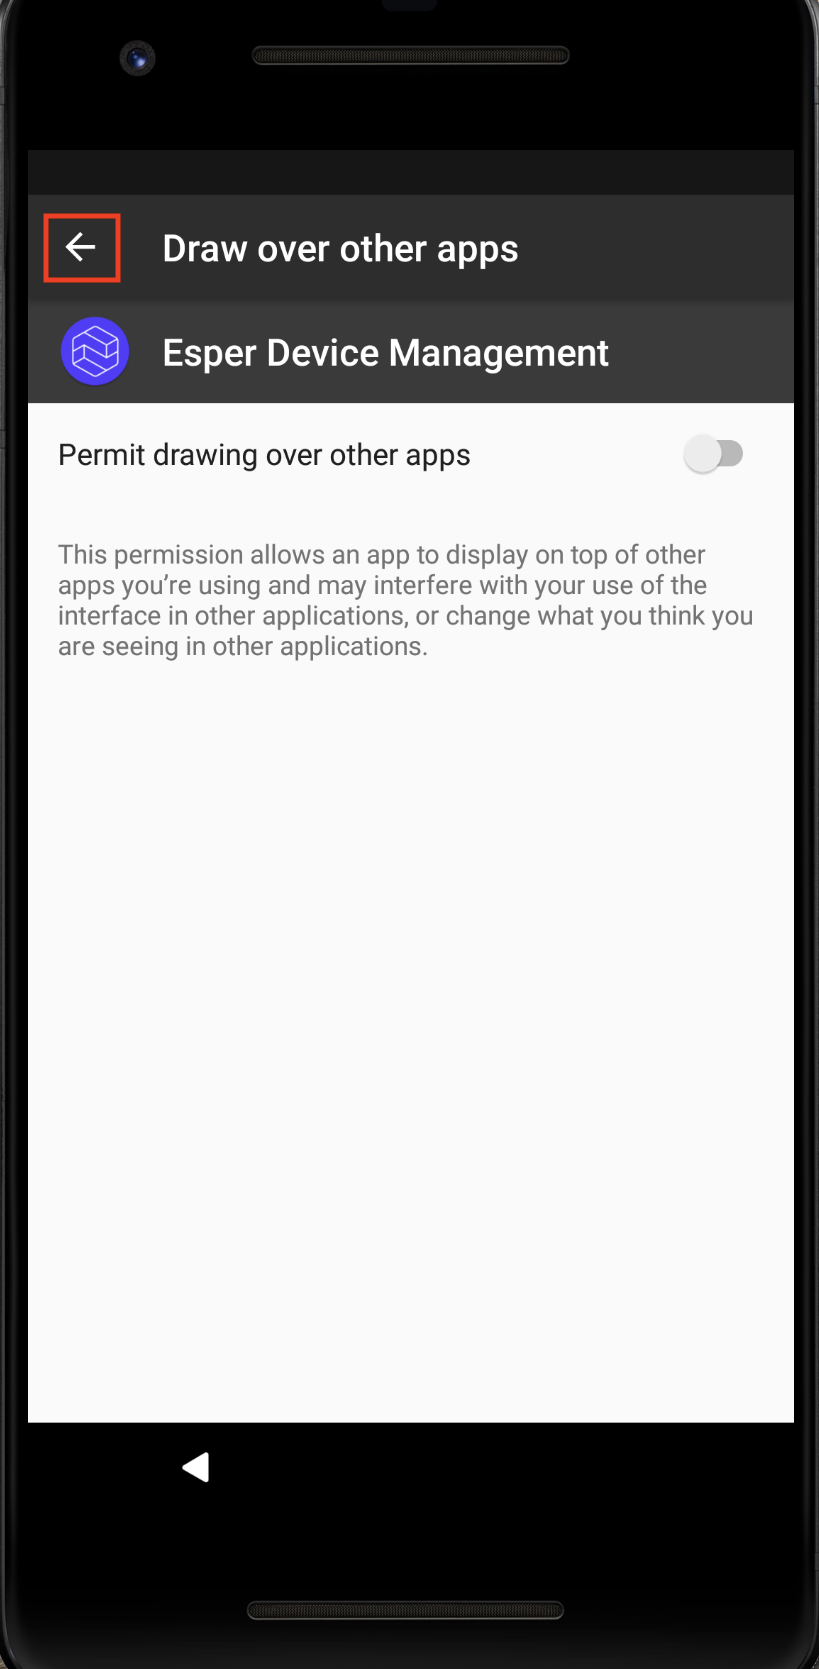 Draw over other apps
Esper Device Management
Permit drawing over other apps
This permission allows an app to display on top of other
apps you’re using and may interfere with your use of the
interface in other applications, or change what you think you
are seeing in other applications.